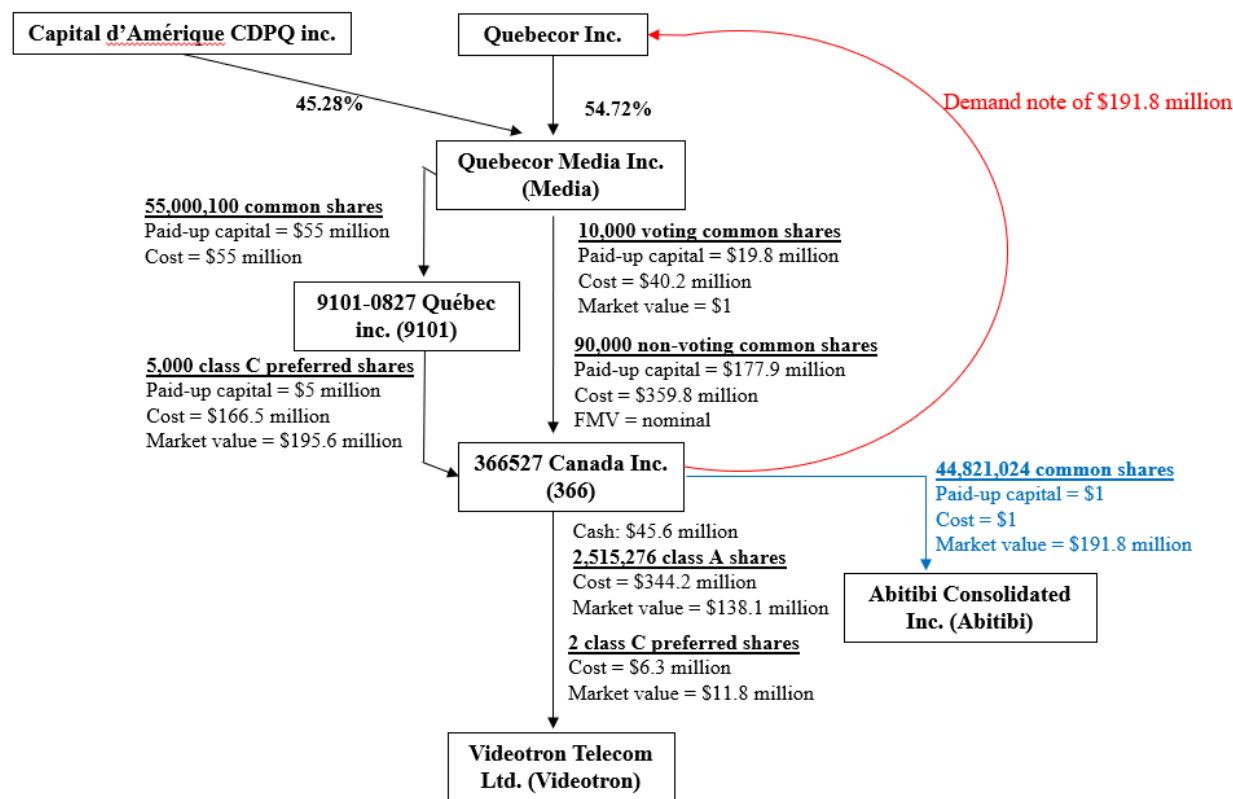 Capital d’Amérique CDPQ inc.
Quebecor Inc.
45.28%
54.72%
Demand note of $191.8 million
Quebecor Media Inc.
(Media)
55,000,100 common shares
Paid-up capital = $55 million
Cost = $55 million
10,000 voting common shares
Paid-up capital = $19.8 million
Cost = $40.2 million
Market value = $1
9101-0827 Québec
inc. (9101)
90,000 non-voting common shares
Paid-up capital = $177.9 million
Cost = $359.8 million
FMV = nominal
5,000 class C preferred shares
Paid-up capital = $5 million
Cost = $166.5 million
Market value = $195.6 million
366527 Canada Inc.
(366)
44,821,024 common shares
Paid-up capital = $1
Cost = $1
Market value = $191.8 million
Cash: $45.6 million
2,515,276 class A shares
Cost = $344.2 million
Market value = $138.1 million
Abitibi Consolidated
Inc. (Abitibi)
2 class C preferred shares
Cost = $6.3 million
Market value = $11.8 million
Videotron Telecom
Ltd. (Videotron)